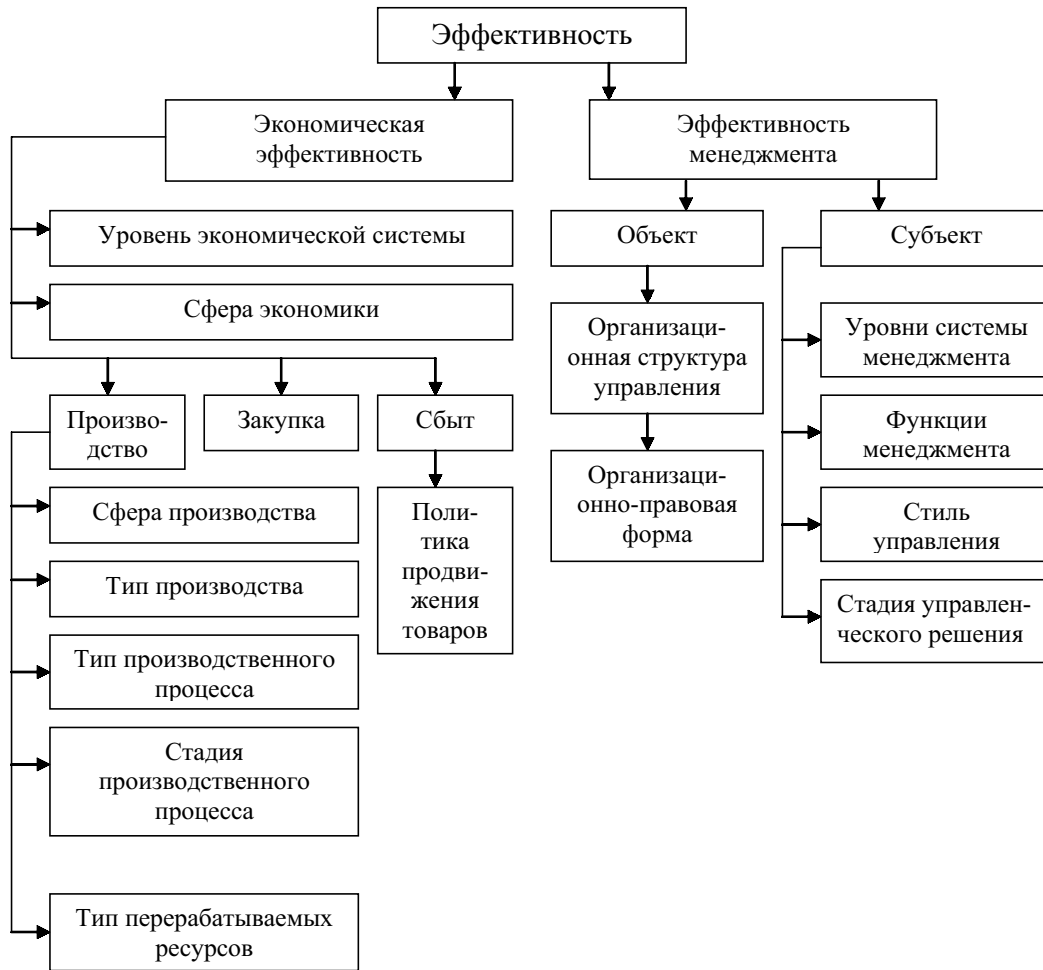 Эффективность
Экономическая
эффективность
Эффективность
менеджмента
Уровень экономической системы
Объект
Субъект
Сфера экономики
Организаци-
онная структура
управления
Уровни системы
менеджмента
Произво-
дство
Закупка
Сбыт
Функции
менеджмента
Организаци-
онно-правовая
форма
Сфера производства
Поли-
тика
продви-
жения
товаров
Стиль
управления
Тип производства
Стадия управлен-
ческого решения
Тип производственного
процесса
Стадия
производственного
процесса
Тип перерабатываемых
ресурсов